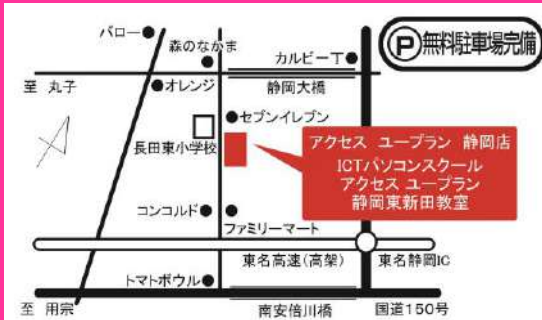 バロー
森のなかま
カルビー丁
P 無料駐車場完備
至 丸子
オレンジ
静岡大橋
セブンイレブン
長田東小学校
アクセス ユープラン 静岡店
ICTパソコンスクール
アクセス ユープラン
静岡東新田教室
コンコルド
ファミリーマート
東名高速(高架)
東名静岡IC
トマトボウル
至 用宗
南安倍川橋
国道150号